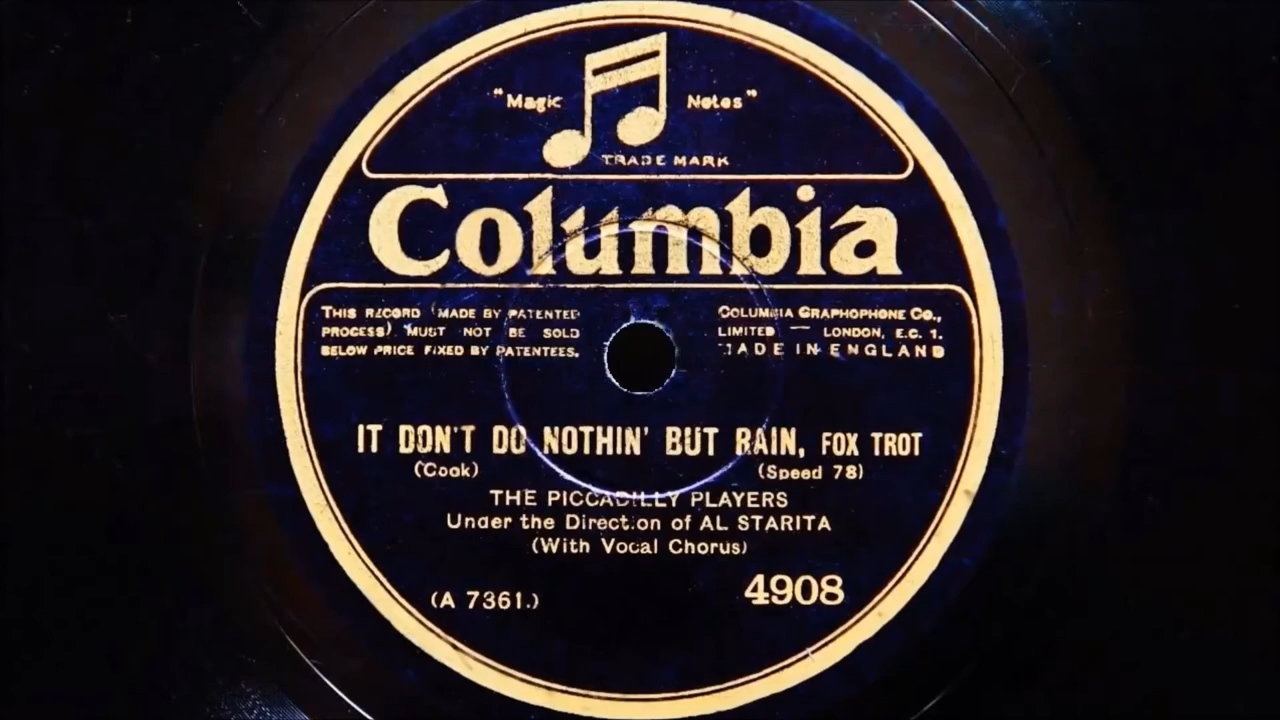 "Magic Notes"
TRADE MARK
Columbia
THIS RECORD (MADE BY PATENTED
PROCESS) MUST NOT BE SOLD
BELOW PRICE FIXED BY PATENTEES.
COLUMBIA GRAPHOPHONE CO.,
LIMITED — LONDON, E.C. 1.
MADE IN ENGLAND
IT DON'T DO NOTHIN' BUT RAIN, FOX TROT
(Cook) (Speed 78)
THE PICCADILLY PLAYERS
Under the Direction of AL STARITA
(With Vocal Chorus)
(A 7361.) 4908